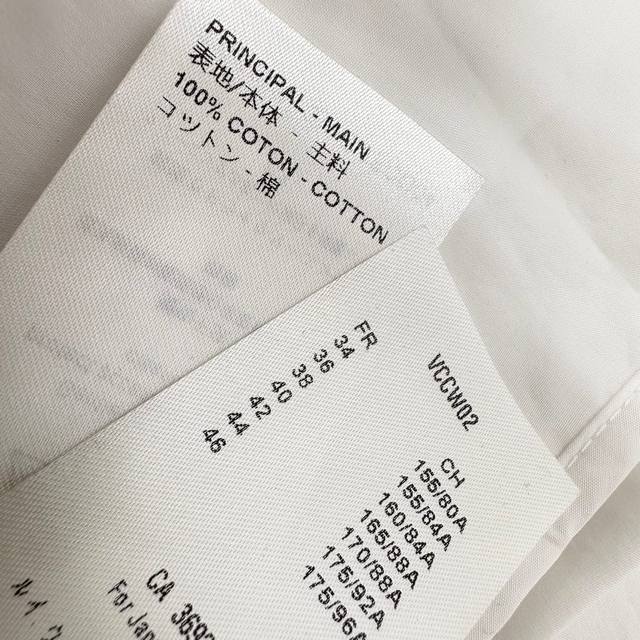 PRINCIPAL - MAIN
表地/本体 - 主料
100% COTON - COTTON
コットン - 棉
VCCW02
FR CH
34 155/80A
36 155/84A
38 160/84A
40 165/88A
42 170/88A
44 175/92A
46 175/96A
CA
For
ルイ